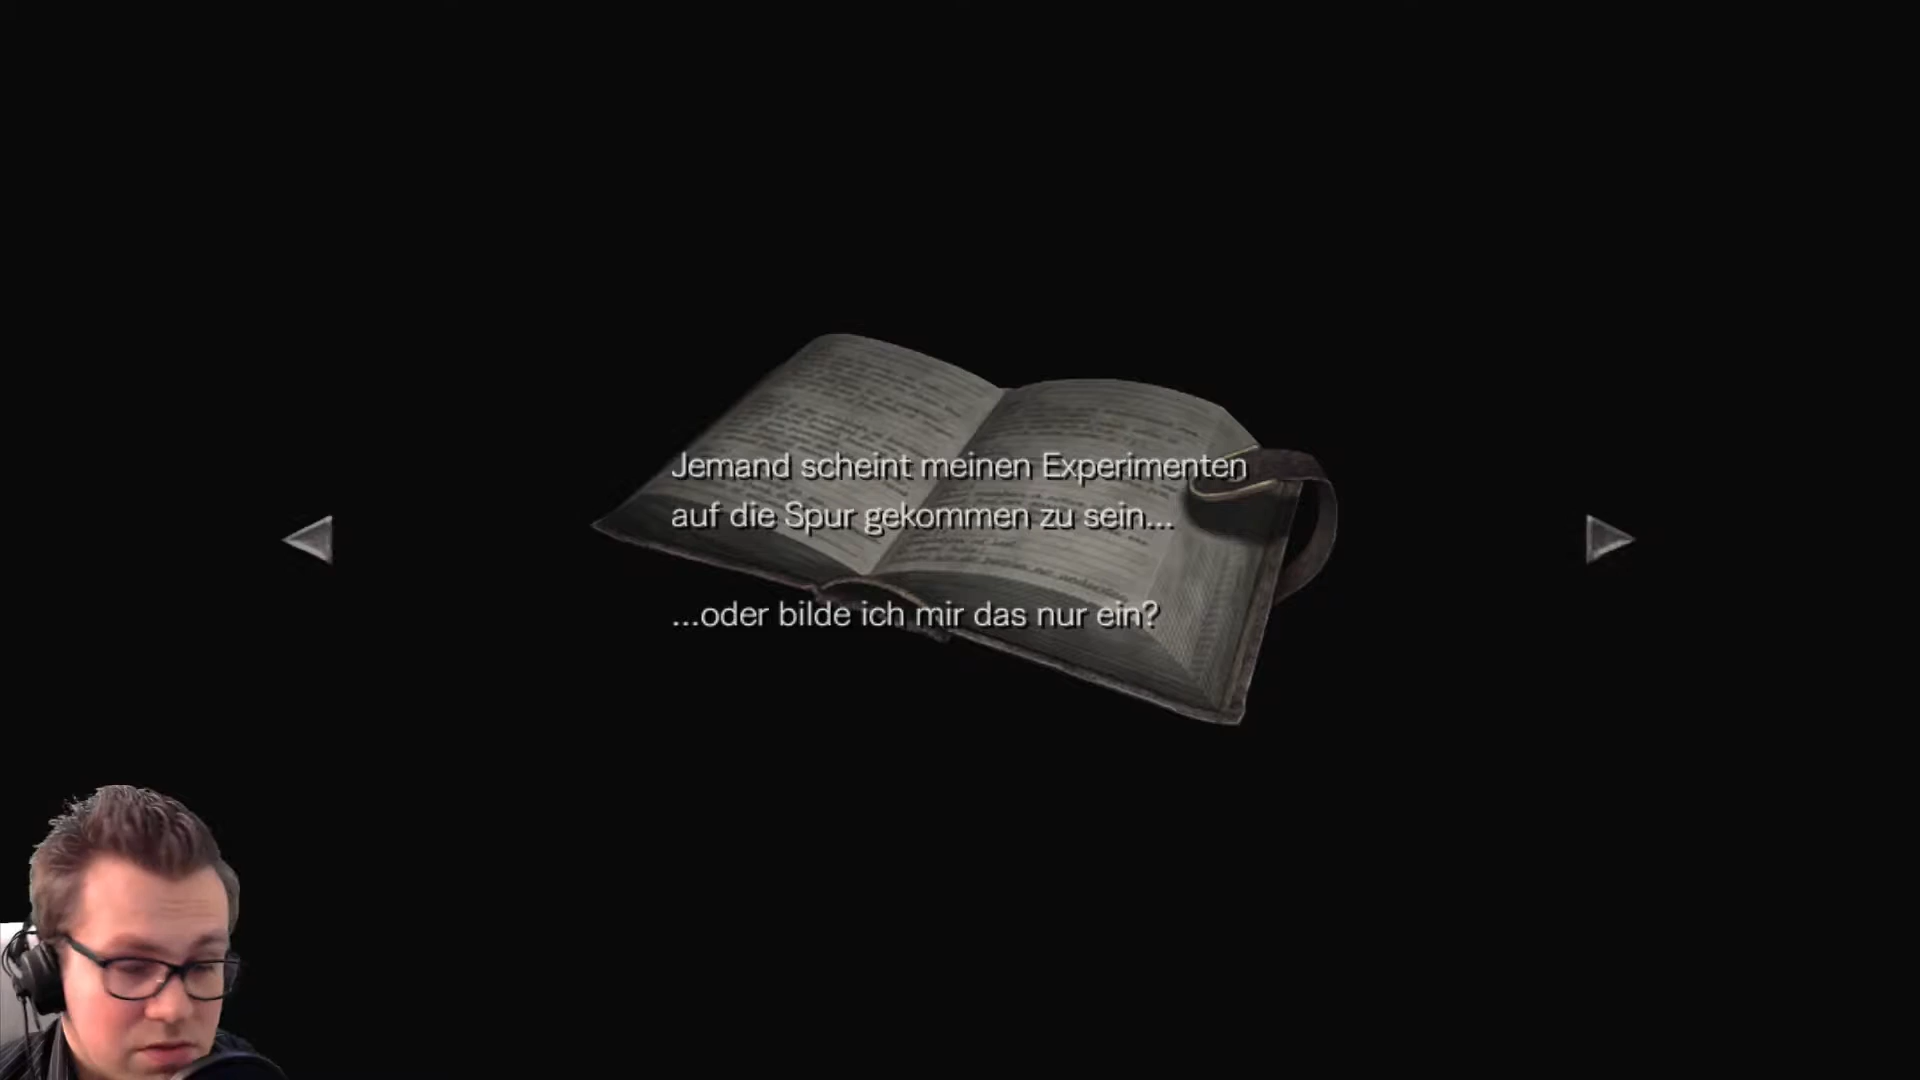 Jemand scheint meinen Experimenten
auf die Spur gekommen zu sein...
...oder bilde ich mir das nur ein?